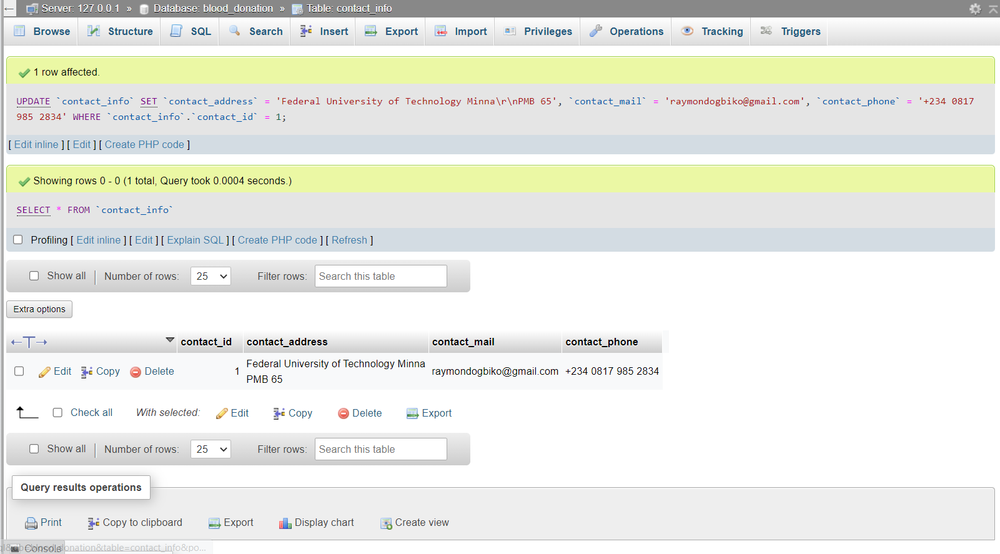 Server: 127.0.0.1 » Database: blood_donation » Table: contact_info
Browse Structure SQL Search Insert Export Import Privileges Operations Tracking Triggers
1 row affected.
UPDATE `contact_info` SET `contact_address` = 'Federal University of Technology Minna\r\nPMB 65', `contact_mail` = 'raymondogbiko@gmail.com', `contact_phone` = '+234 0817
985 2834' WHERE `contact_info`.`contact_id` = 1;
[ Edit inline ] [ Edit ] [ Create PHP code ]
Showing rows 0 - 0 (1 total, Query took 0.0004 seconds.)
SELECT * FROM `contact_info`
Profiling [ Edit inline ] [ Edit ] [ Explain SQL ] [ Create PHP code ] [ Refresh ]
Show all | Number of rows: 25 Filter rows: Search this table
Extra options
←T→ contact_id contact_address contact_mail contact_phone
Edit Copy Delete 1 Federal University of Technology Minna
PMB 65 raymondogbiko@gmail.com +234 0817 985 2834
Check all With selected: Edit Copy Delete Export
Show all | Number of rows: 25 Filter rows: Search this table
Query results operations
Print Copy to clipboard Export Display chart Create view
Console
donation&table=contact_info&po...